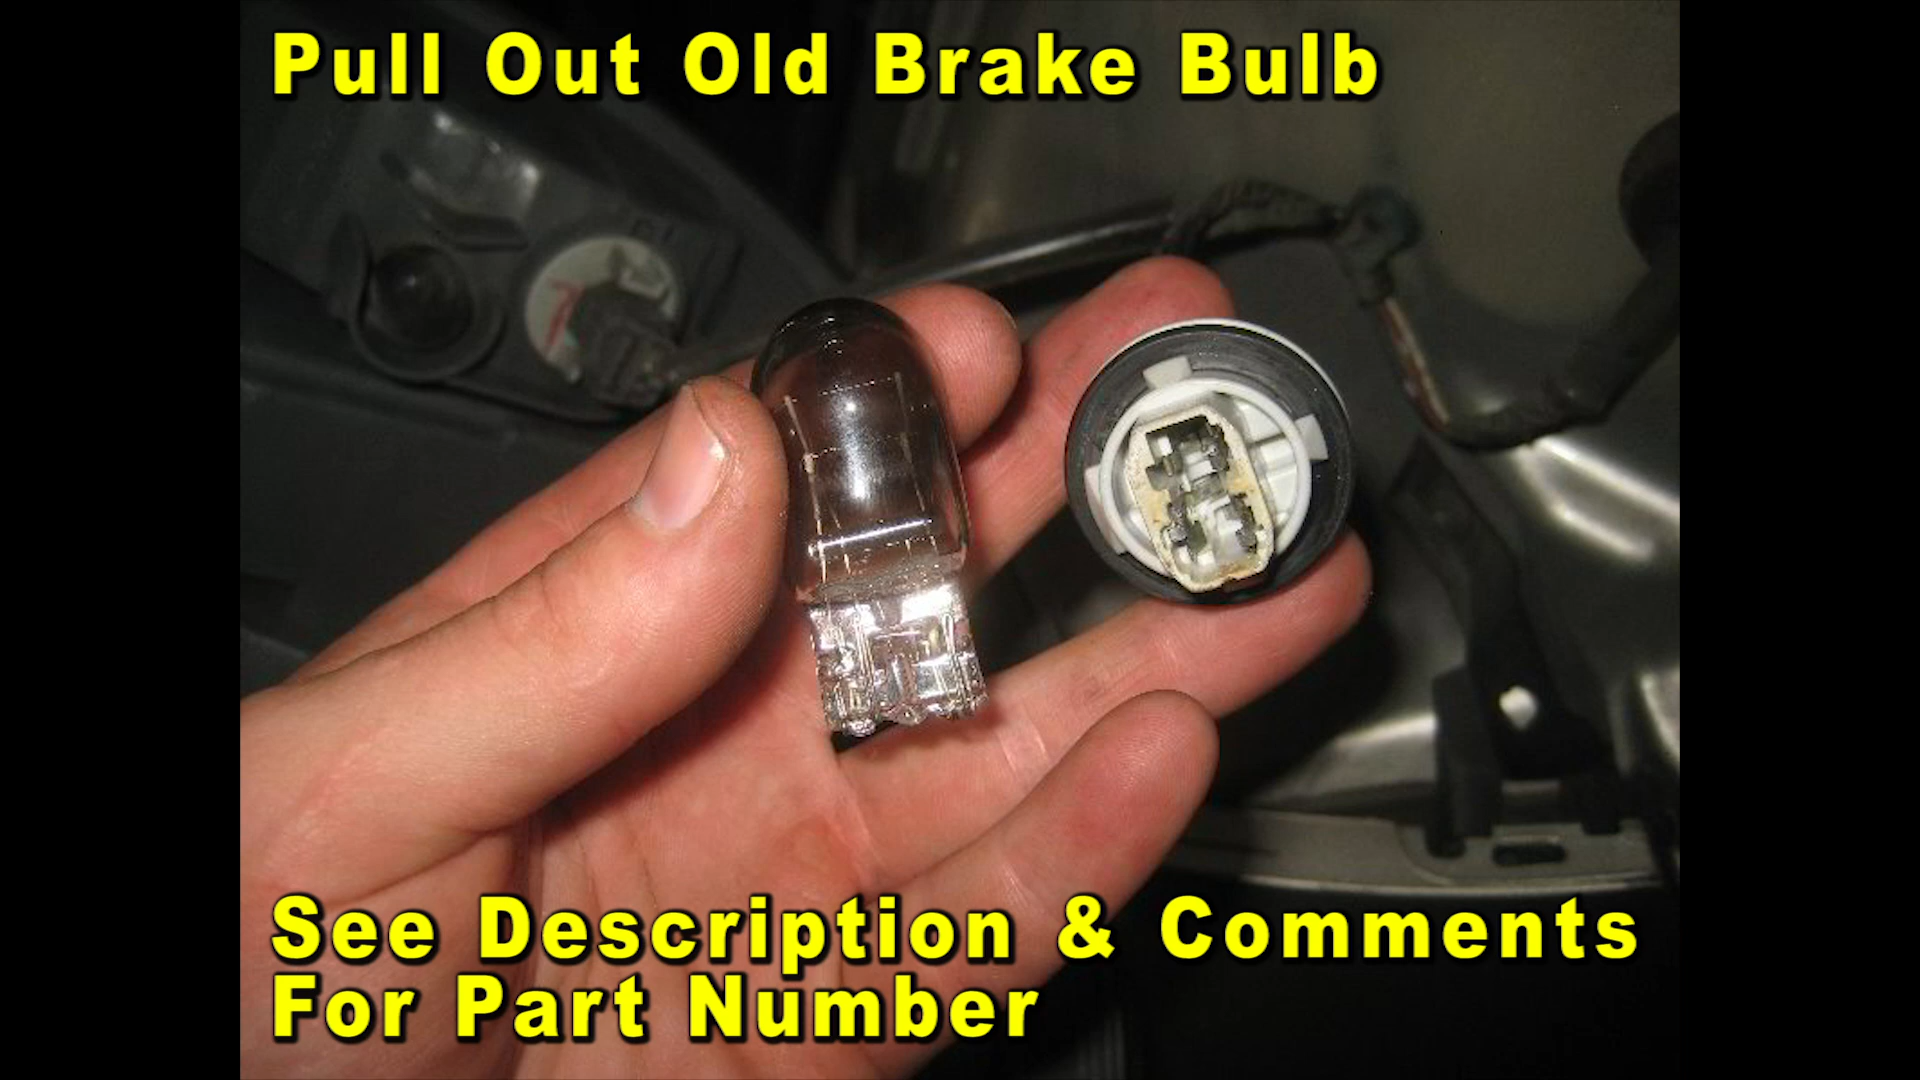 Pull Out Old Brake Bulb
See Description & Comments
For Part Number